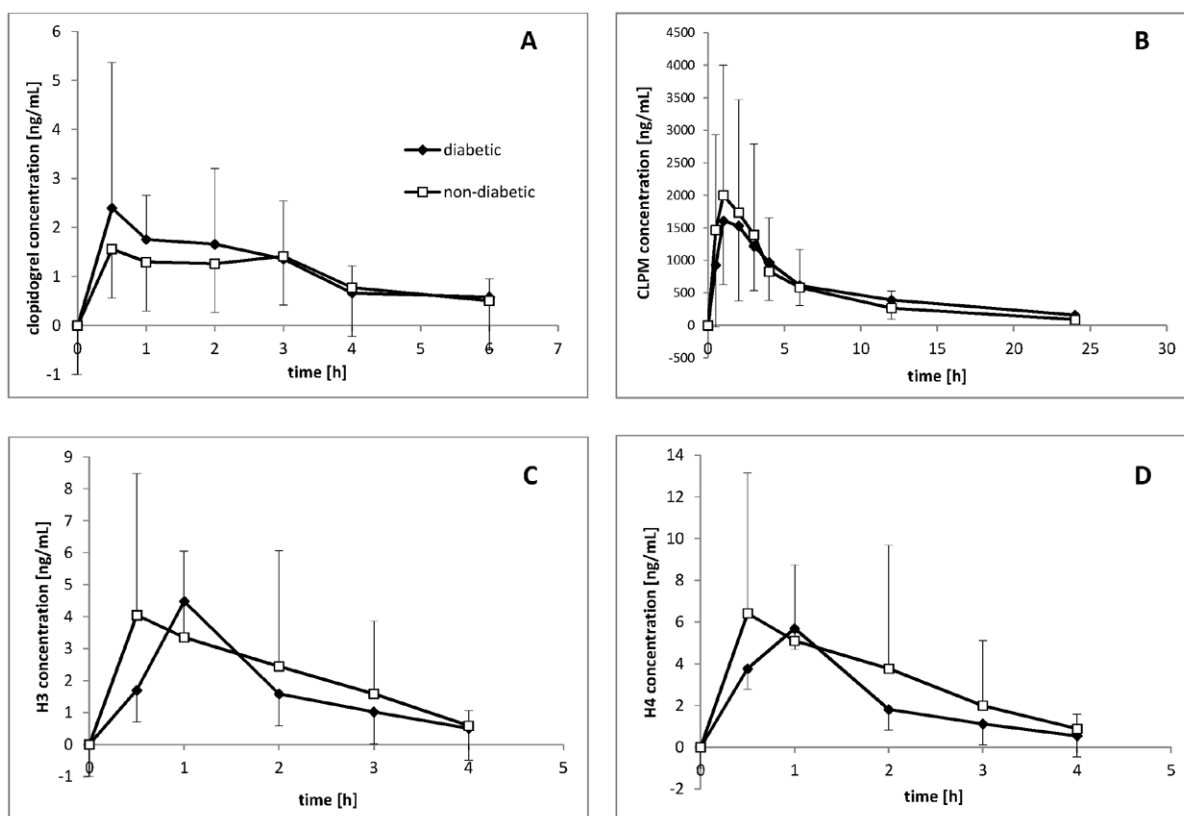 A
clopidogrel concentration [ng/mL]
6
5
4
3
2
1
0
-1
0 1 2 3 4 5 6 7
time [h]
diabetic
non-diabetic
B
CLPM concentration [ng/mL]
4500
4000
3500
3000
2500
2000
1500
1000
500
0
-500
0 5 10 15 20 25 30
time [h]
C
H3 concentration [ng/mL]
9
8
7
6
5
4
3
2
1
0
-1
0 1 2 3 4 5
time [h]
D
H4 concentration [ng/mL]
14
12
10
8
6
4
2
0
-2
0 1 2 3 4 5
time [h]